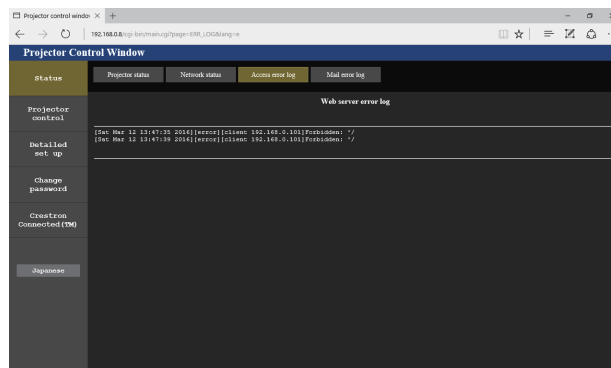 Projector control windo
192.168.0.8/cgi-bin/main.cgi?page=ERR_LOG&lang=e
Projector Control Window
Status
Projector status
Network status
Access error log
Mail error log
Projector
control
Detailed
set up
Change
password
Crestron
Connected(TM)
Japanese
Web server error log
[Sat Mar 12 13:47:35 2016][error][client 192.168.0.101]Forbidden: "/
[Sat Mar 12 13:47:39 2016][error][client 192.168.0.101]Forbidden: "/